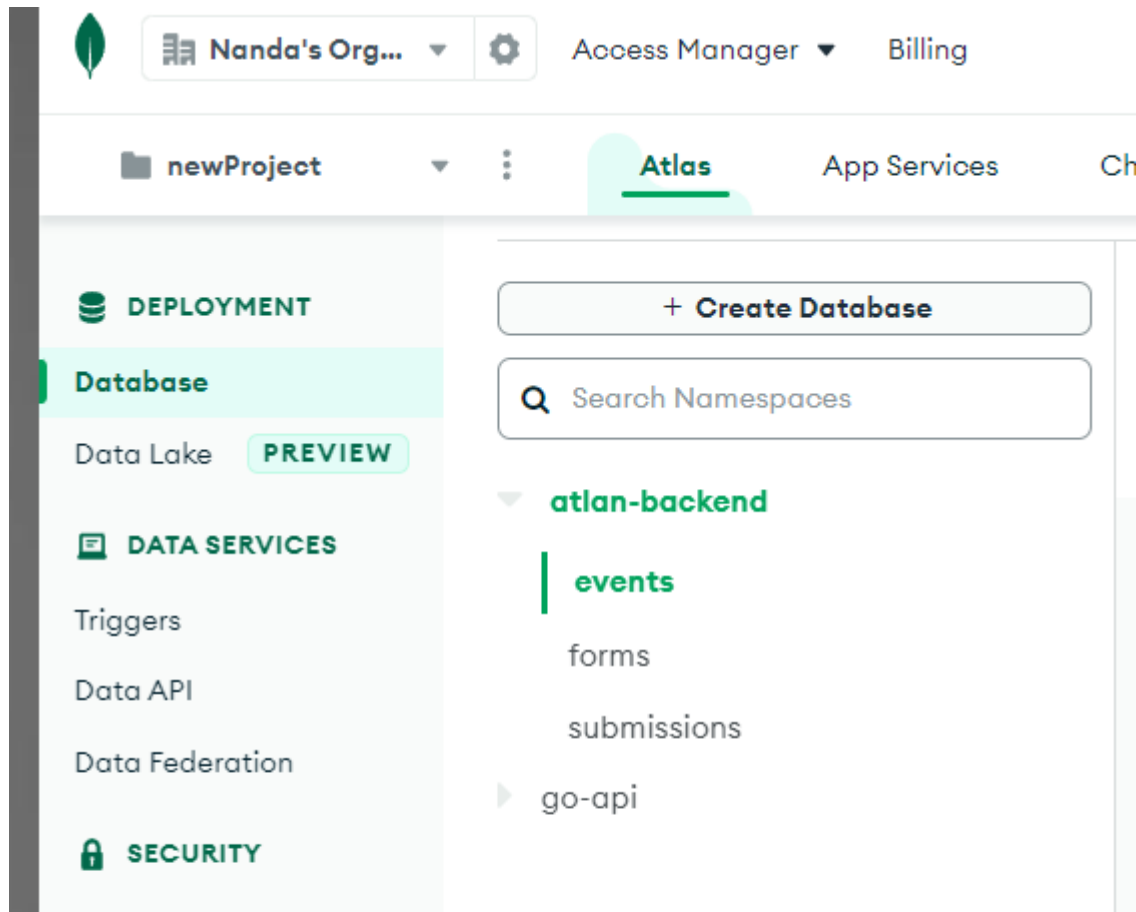 Nanda's Org... Access Manager Billing
newProject Atlas App Services Ch
DEPLOYMENT
Database
Data Lake PREVIEW
DATA SERVICES
Triggers
Data API
Data Federation
SECURITY
+ Create Database
Search Namespaces
atlan-backend
events
forms
submissions
go-api